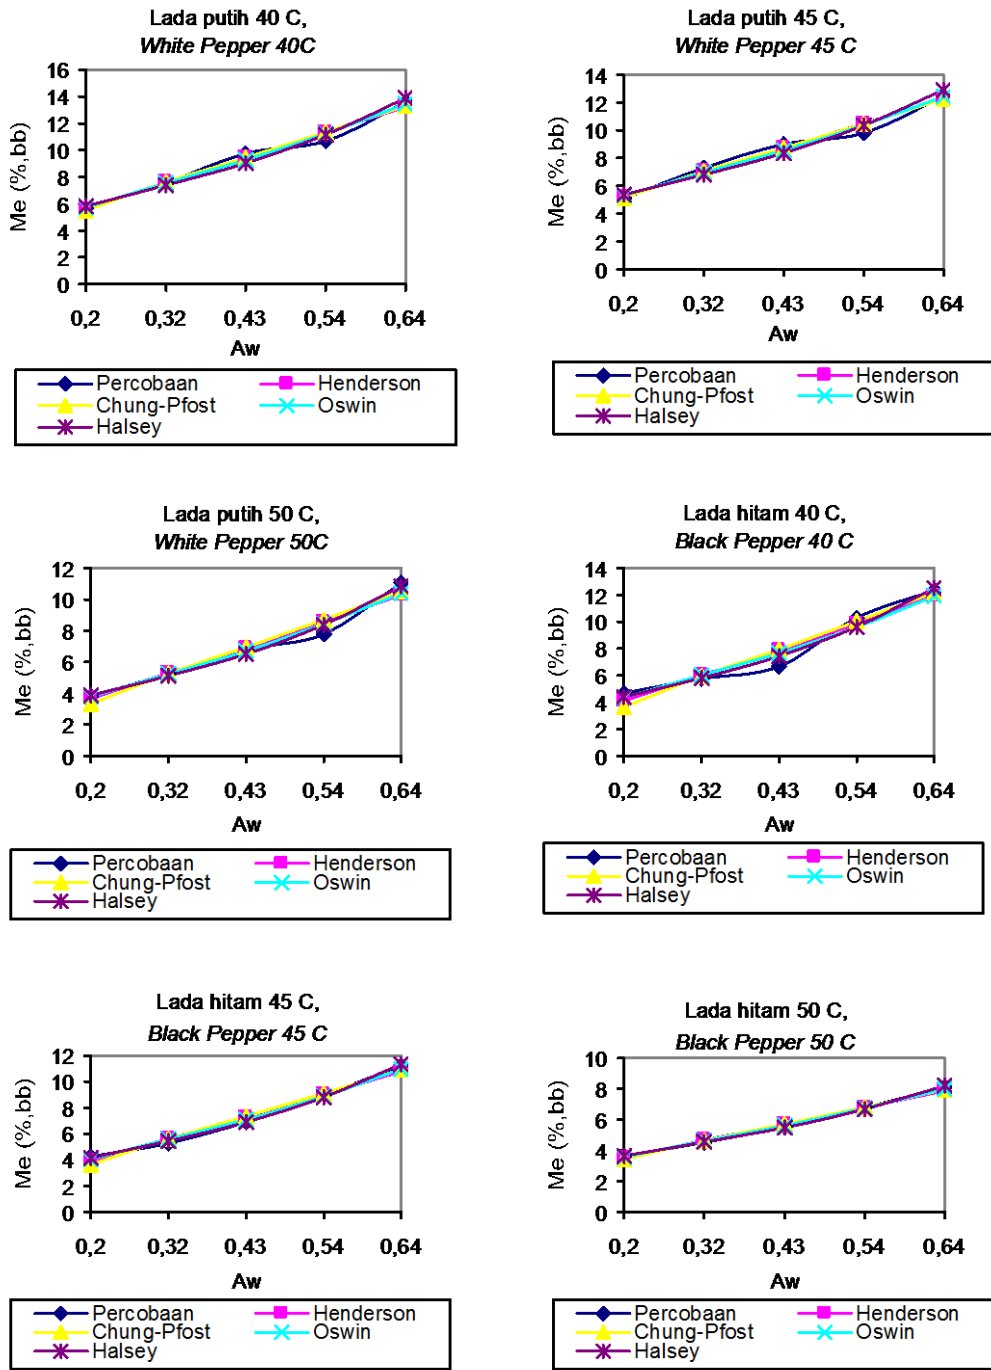 Lada putih 40 C,
White Pepper 40C
Me (%,bb)
16
14
12
10
8
6
4
2
0
0,2 0,32 0,43 0,54 0,64
Aw
Percobaan Henderson
Chung-Pfost Oswin
Halsey
Lada putih 45 C,
White Pepper 45 C
Me (%,bb)
14
12
10
8
6
4
2
0
0,2 0,32 0,43 0,54 0,64
Aw
Percobaan Henderson
Chung-Pfost Oswin
Halsey
Lada putih 50 C,
White Pepper 50C
Me (%,bb)
12
10
8
6
4
2
0
0,2 0,32 0,43 0,54 0,64
Aw
Percobaan Henderson
Chung-Pfost Oswin
Halsey
Lada hitam 40 C,
Black Pepper 40 C
Me (%,bb)
14
12
10
8
6
4
2
0
0,2 0,32 0,43 0,54 0,64
Aw
Percobaan Henderson
Chung-Pfost Oswin
Halsey
Lada hitam 45 C,
Black Pepper 45 C
Me (%,bb)
12
10
8
6
4
2
0
0,2 0,32 0,43 0,54 0,64
Aw
Percobaan Henderson
Chung-Pfost Oswin
Halsey
Lada hitam 50 C,
Black Pepper 50 C
Me (%,bb)
10
8
6
4
2
0
0,2 0,32 0,43 0,54 0,64
Aw
Percobaan Henderson
Chung-Pfost Oswin
Halsey